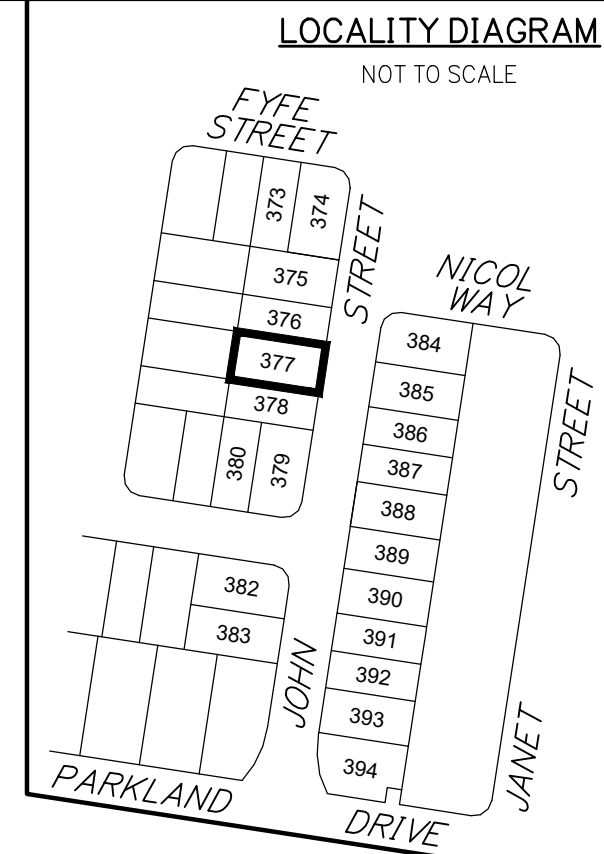 LOCALITY DIAGRAM
NOT TO SCALE
FYFE
STREET
373
374
375
376
377
378
380
379
STREET
NICOL
WAY
384
385
386
387
388
389
390
391
392
393
394
STREET
382
383
JOHN
JANET
PARKLAND
DRIVE